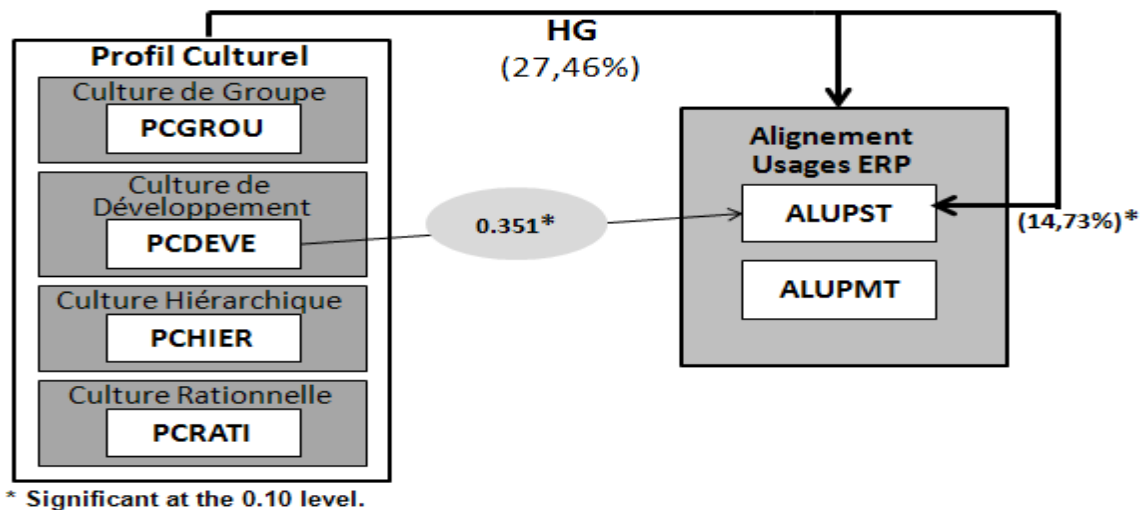 HG
(27,46%)
Profil Culturel
Culture de Groupe
PCGROU
Culture de
Développement
PCDEVE
Culture Hiérarchique
PCHIER
Culture Rationnelle
PCRATI
0.351*
Alignement
Usages ERP
ALUPST
ALUPMT
(14,73%)*
* Significant at the 0.10 level.